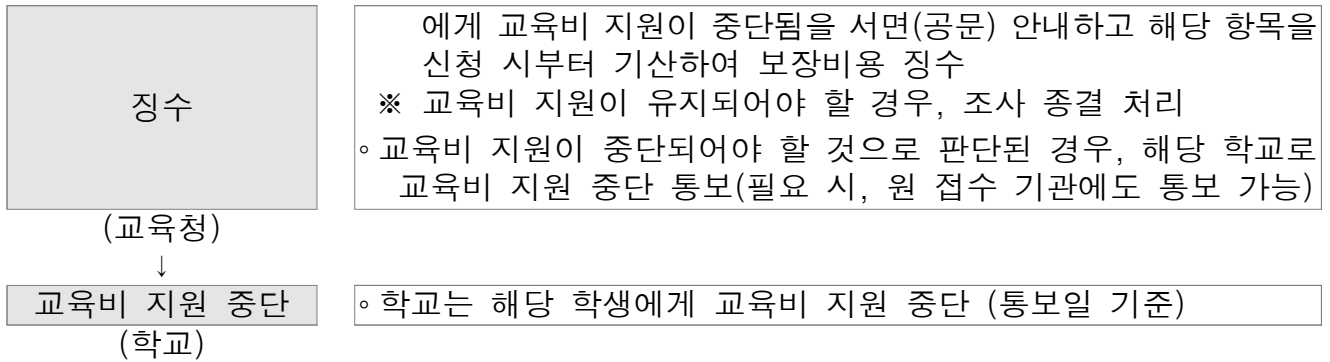 에게 교육비 지원이 중단됨을 서면(공문) 안내하고 해당 항목을
신청 시부터 기산하여 보장비용 징수
징수
※ 교육비 지원이 유지되어야 할 경우, 조사 종결 처리
◦교육비 지원이 중단되어야 할 것으로 판단된 경우, 해당 학교로
교육비 지원 중단 통보(필요 시, 원 접수 기관에도 통보 가능)
(교육청)
↓
교육비 지원 중단
◦학교는 해당 학생에게 교육비 지원 중단 (통보일 기준)
(학교)